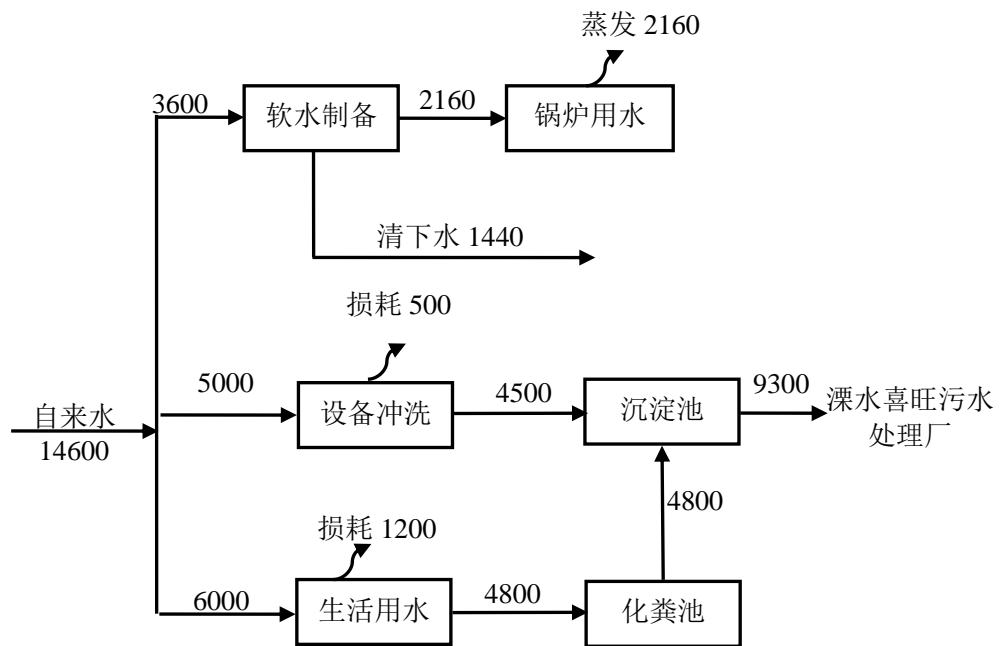 蒸发 2160
3600
软水制备
2160
锅炉用水
清下水 1440
损耗 500
5000
设备冲洗
4500
沉淀池
9300
溧水喜旺污水
处理厂
自来水
14600
4800
损耗 1200
6000
生活用水
4800
化粪池